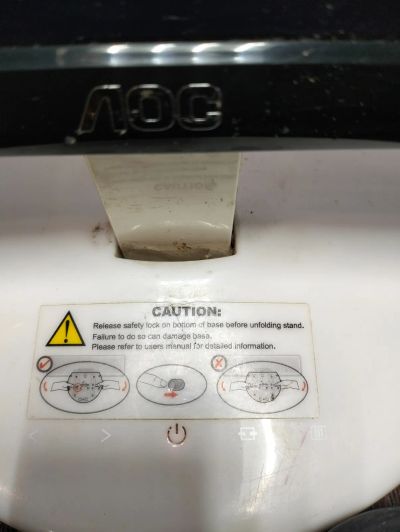 AOC
CAUTION:
CAUTION:
Release safety lock on bottom of base before unfolding stand.
Failure to do so can damage base.
Please refer to users manual for detailed information.